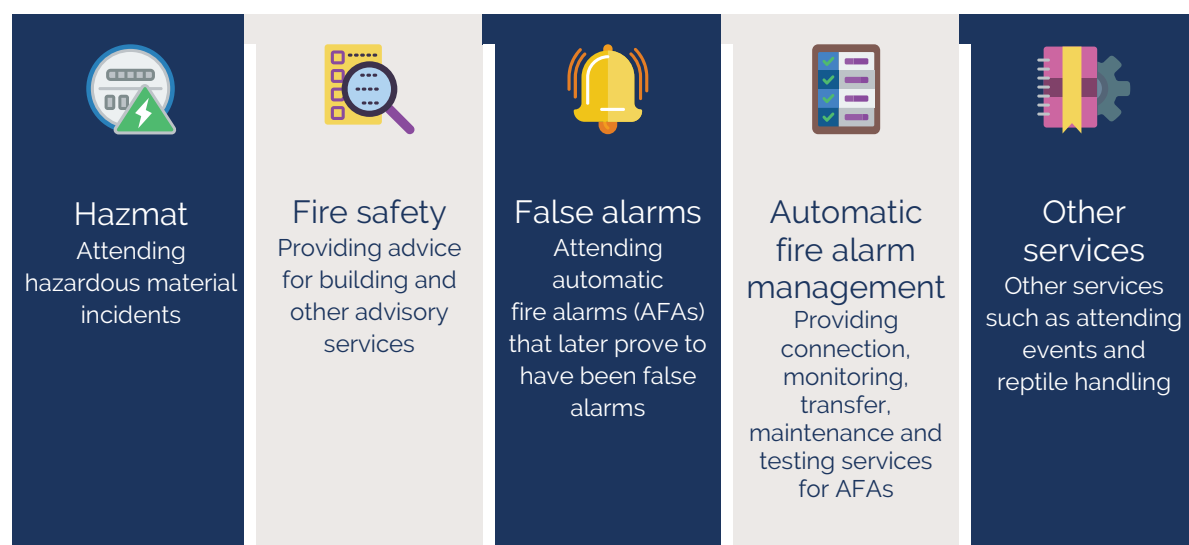 Hazmat
Attending
hazardous material
incidents
Fire safety
Providing advice
for building and
other advisory
services
False alarms
Attending
automatic
fire alarms (AFAs)
that later prove to
have been false
alarms
Automatic
fire alarm
management
Providing
connection,
monitoring,
transfer,
maintenance and
testing services
for AFAs
Other
services
Other services
such as attending
events and
reptile handling